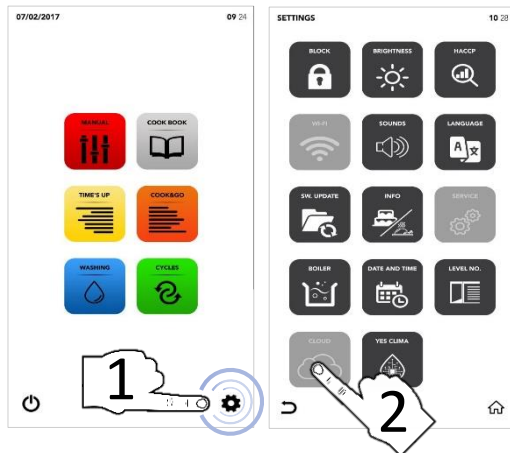 07/02/2017 09 24
MANUAL COOK BOOK
TIME'S UP COOK&GO
WASHING CYCLES
1
SETTINGS 10 28
BLOCK BRIGHTNESS HACCP
WI-FI SOUNDS LANGUAGE
A
SW. UPDATE INFO SERVICE
BOILER DATE AND TIME LEVEL NO.
CLOUD YES CLIMA
2